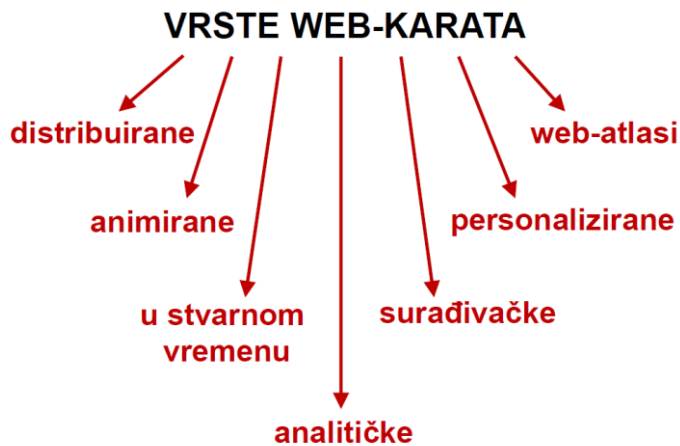 VRSTE WEB-KARATA
distribuirane
web-atlasi
animirane
personalizirane
u stvarnom
vremenu
surađivačke
analitičke